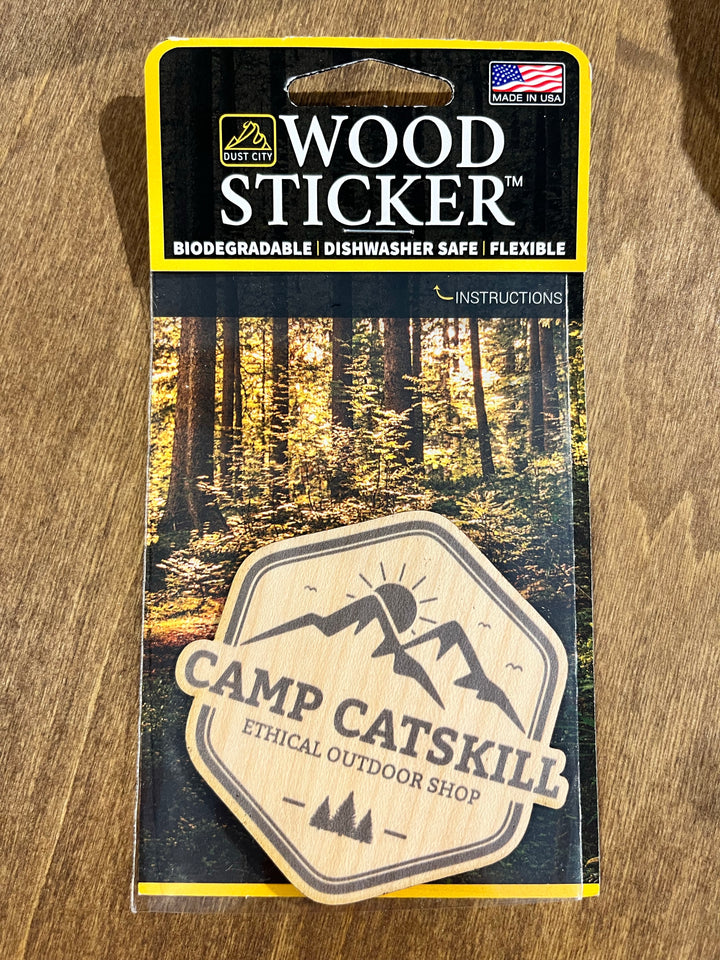 MADE IN USA
DUST CITY
WOOD
STICKER™
BIODEGRADABLE | DISHWASHER SAFE | FLEXIBLE
INSTRUCTIONS
CAMP CATSKILL
ETHICAL OUTDOOR SHOP